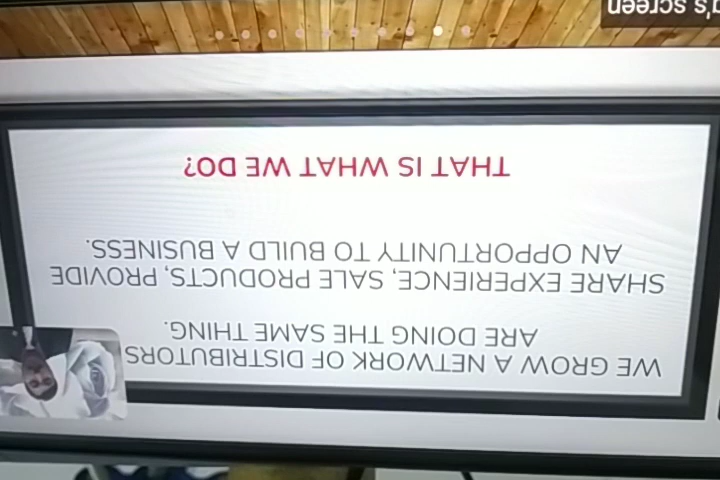 WE GROW A NETWORK OF DISTRIBUTORS
ARE DOING THE SAME THING.
SHARE EXPERIENCE, SALE PRODUCTS, PROVIDE
AN OPPORTUNITY TO BUILD A BUSINESS.
THAT IS WHAT WE DO?
's screen